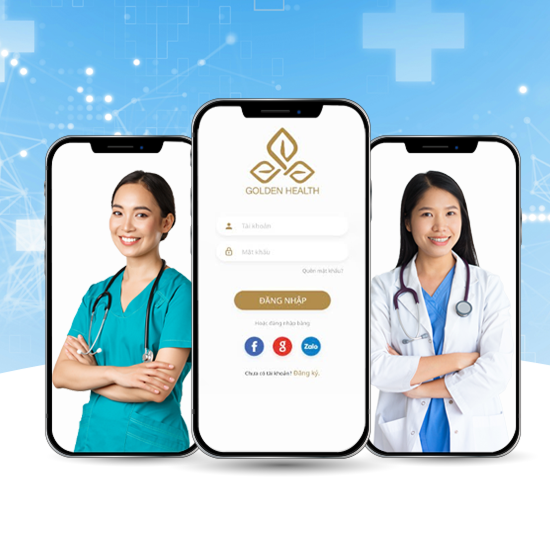 GOLDEN HEALTH
Tài khoản
Mật khẩu
Quên mật khẩu?
ĐĂNG NHẬP
Hoặc đăng nhập bằng
f
g
Zalo
Chưa có tài khoản? Đăng ký.